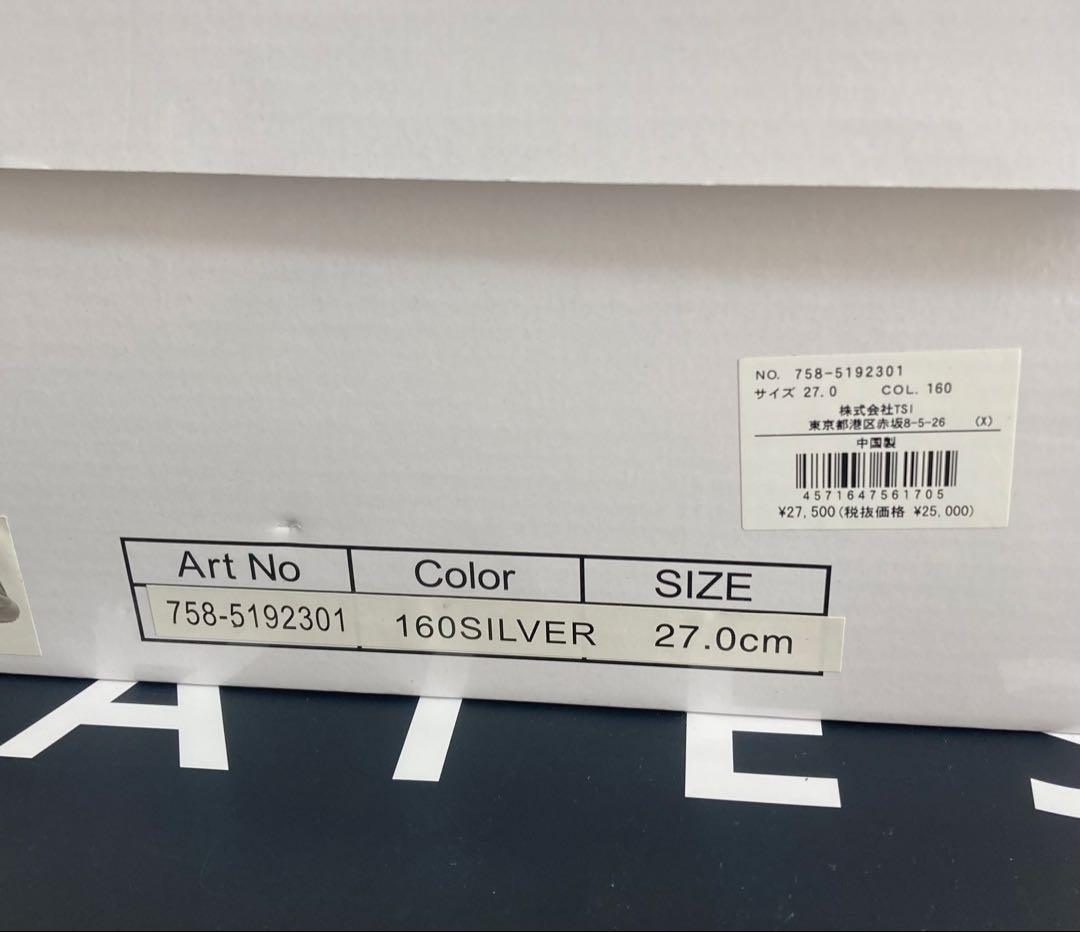 NO. 758-5192301
サイズ 27.0 COL. 160
株式会社TSI
東京都港区赤坂8-5-26 (X)
中国製
4571647561705
¥27,500(税抜価格 ¥25,000)
Art No Color SIZE
758-5192301 160SILVER 27.0cm